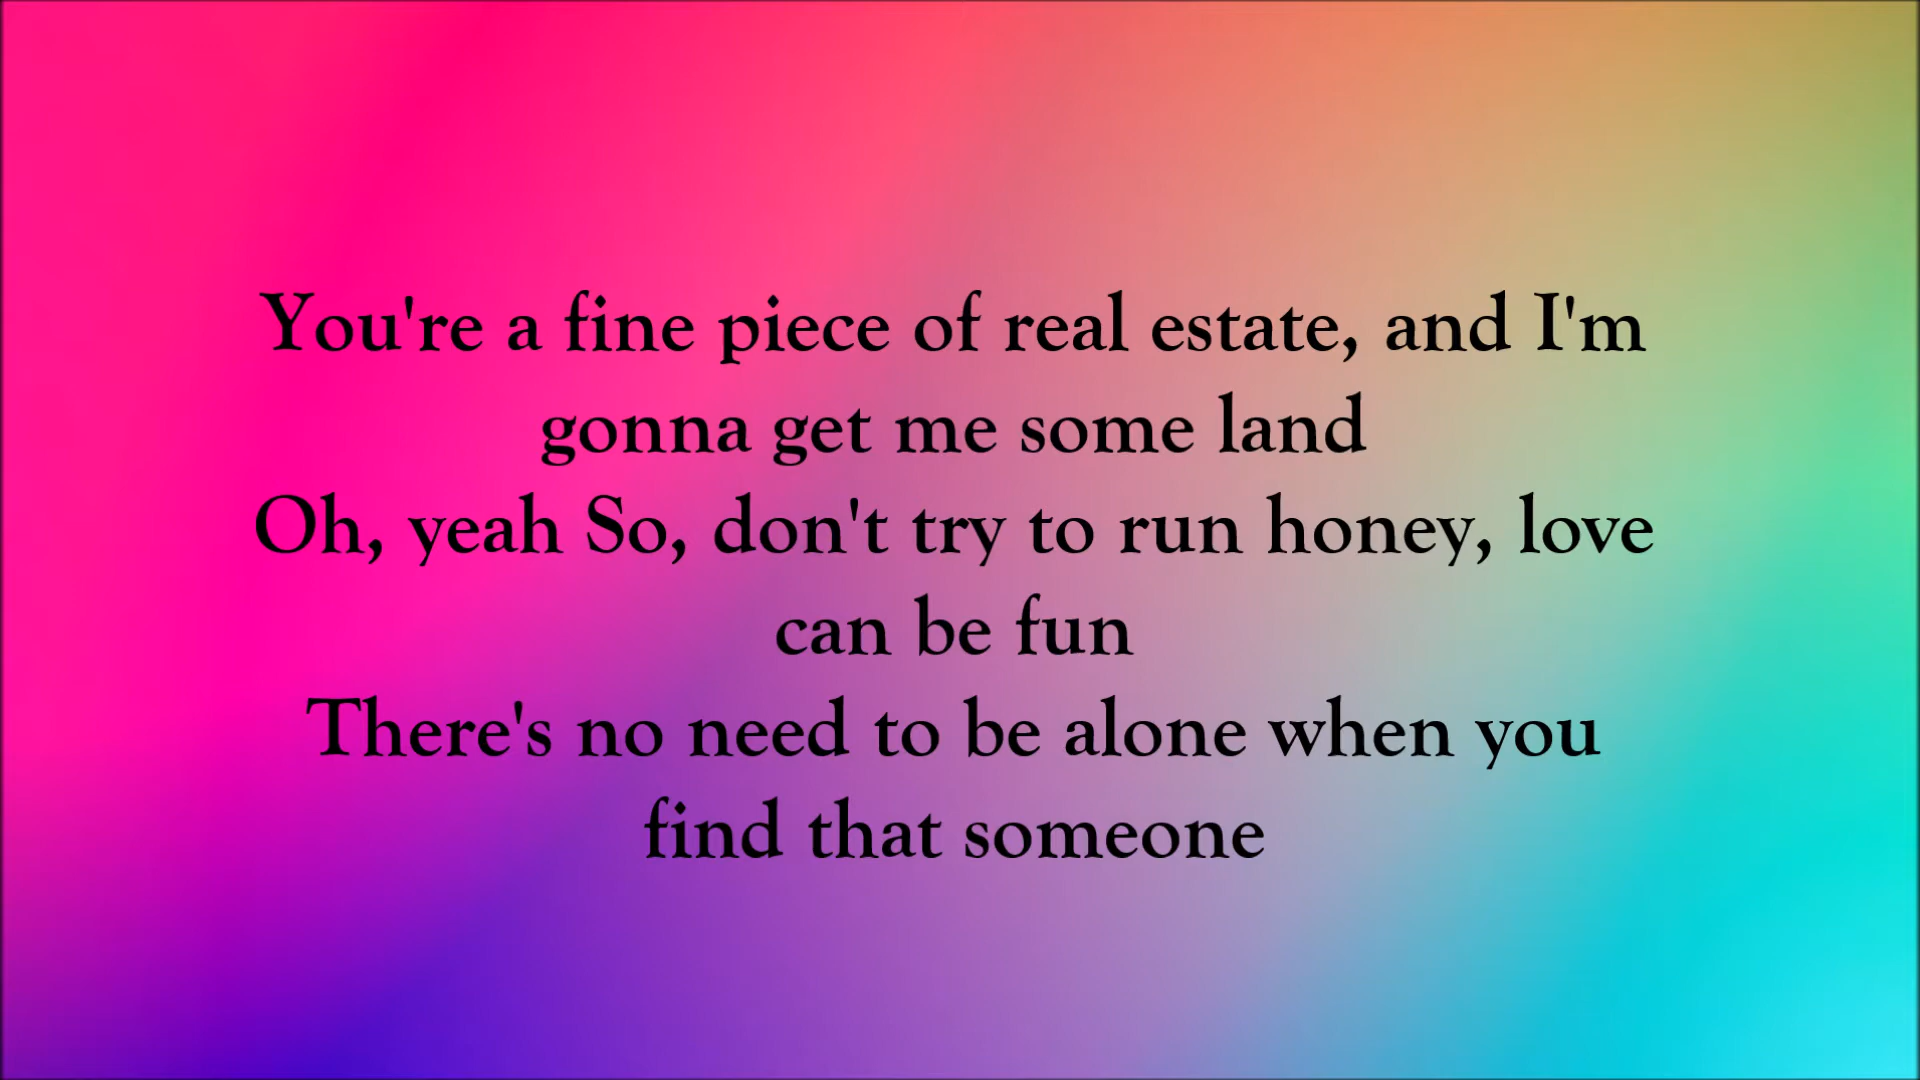 You're a fine piece of real estate, and I'm
gonna get me some land
Oh, yeah So, don't try to run honey, love
can be fun
There's no need to be alone when you
find that someone